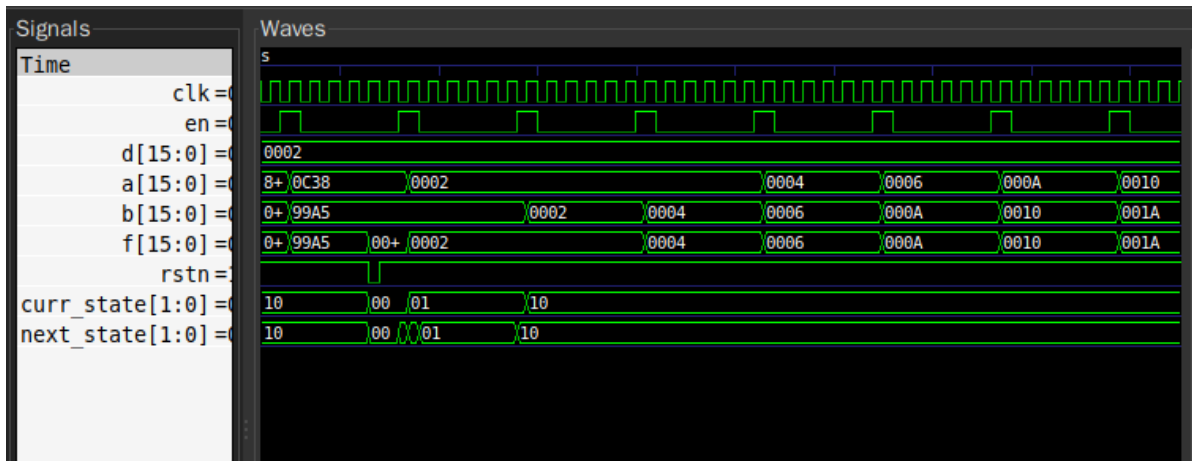 Signals Waves
Time s
clk =0
en =0
d[15:0] =0 0002
a[15:0] =0 8+ 0C38 0002 0004 0006 000A 0010
b[15:0] =0 0+ 99A5 0002 0004 0006 000A 0010 001A
f[15:0] =0 0+ 99A5 00+ 0002 0004 0006 000A 0010 001A
rstn =1
curr_state[1:0] =0 10 00 01 10
next_state[1:0] =0 10 00 01 10